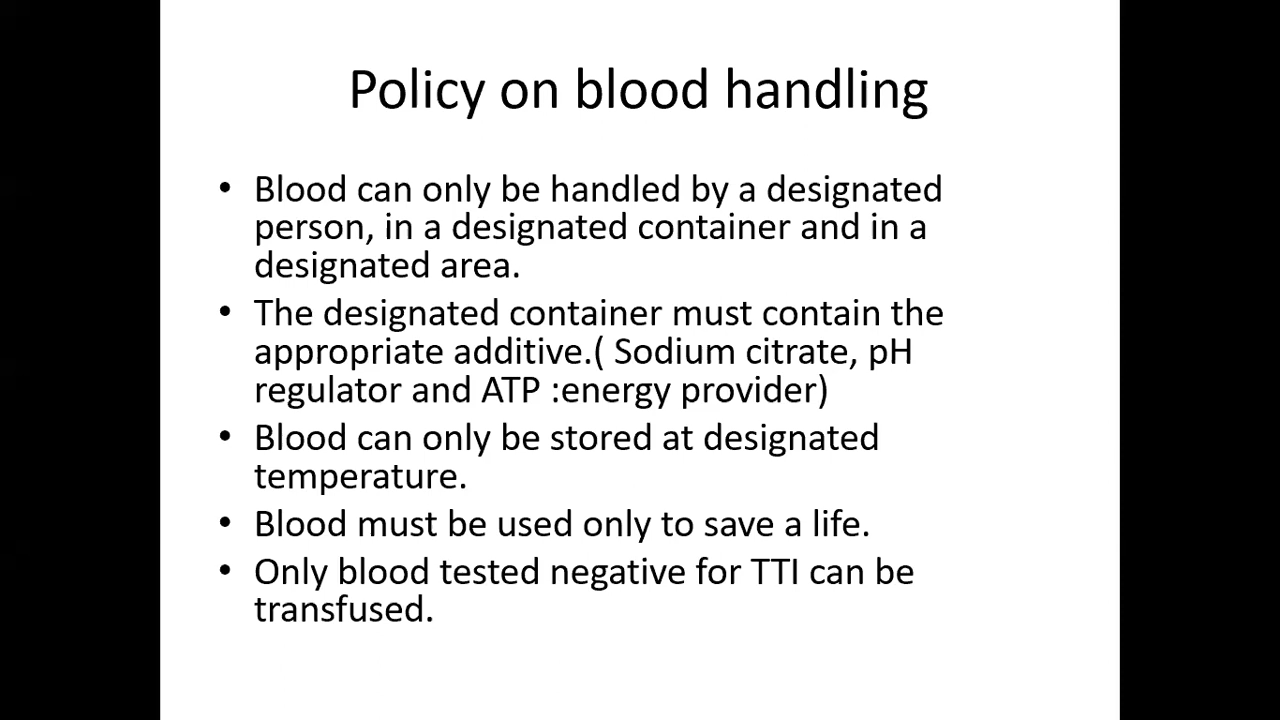 Policy on blood handling
• Blood can only be handled by a designated
person, in a designated container and in a
designated area.
• The designated container must contain the
appropriate additive.( Sodium citrate, pH
regulator and ATP :energy provider)
• Blood can only be stored at designated
temperature.
• Blood must be used only to save a life.
• Only blood tested negative for TTI can be
transfused.